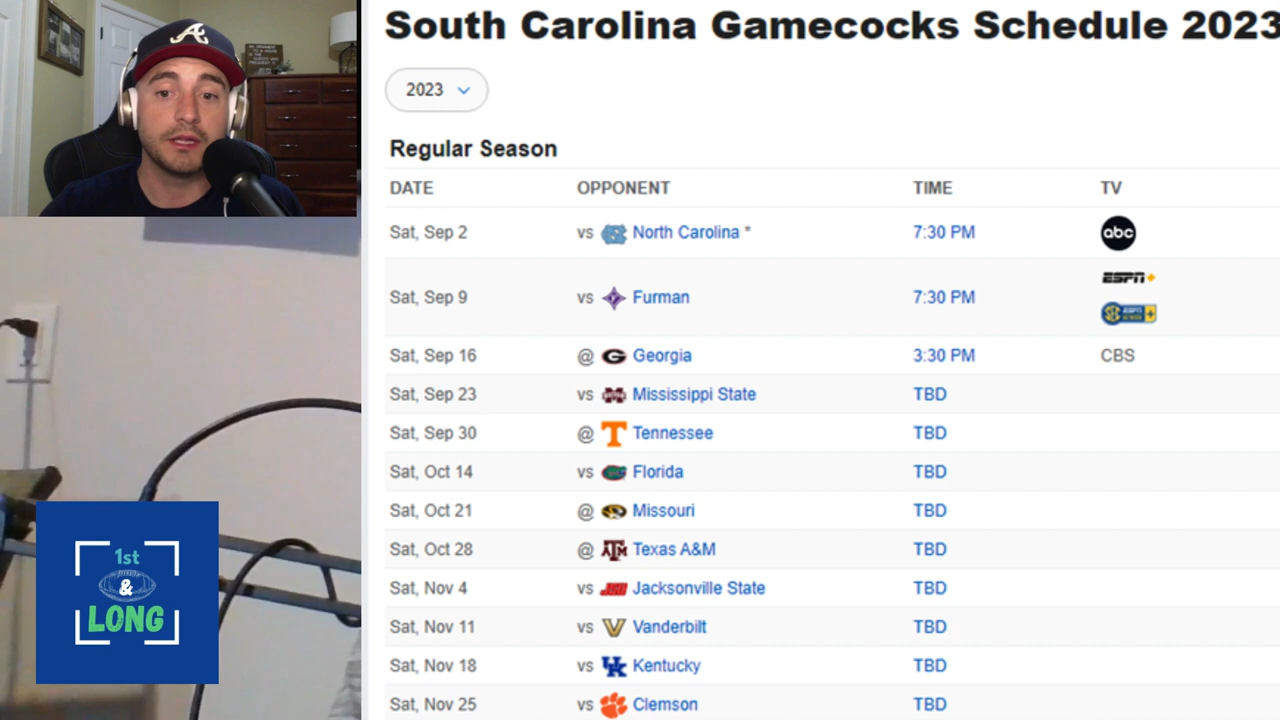 South Carolina Gamecocks Schedule 2023
2023
Regular Season
DATE OPPONENT TIME TV
Sat, Sep 2 vs North Carolina * 7:30 PM abc
Sat, Sep 9 vs Furman 7:30 PM ESPN+
SEC ESPN +
Sat, Sep 16 @ G Georgia 3:30 PM CBS
Sat, Sep 23 vs Mississippi State TBD
Sat, Sep 30 @ T Tennessee TBD
Sat, Oct 14 vs Florida TBD
Sat, Oct 21 @ Missouri TBD
Sat, Oct 28 @ ATM Texas A&M TBD
Sat, Nov 4 vs Jacksonville State TBD
Sat, Nov 11 vs V Vanderbilt TBD
Sat, Nov 18 vs UK Kentucky TBD
Sat, Nov 25 vs Clemson TBD
A
1st
&
LONG